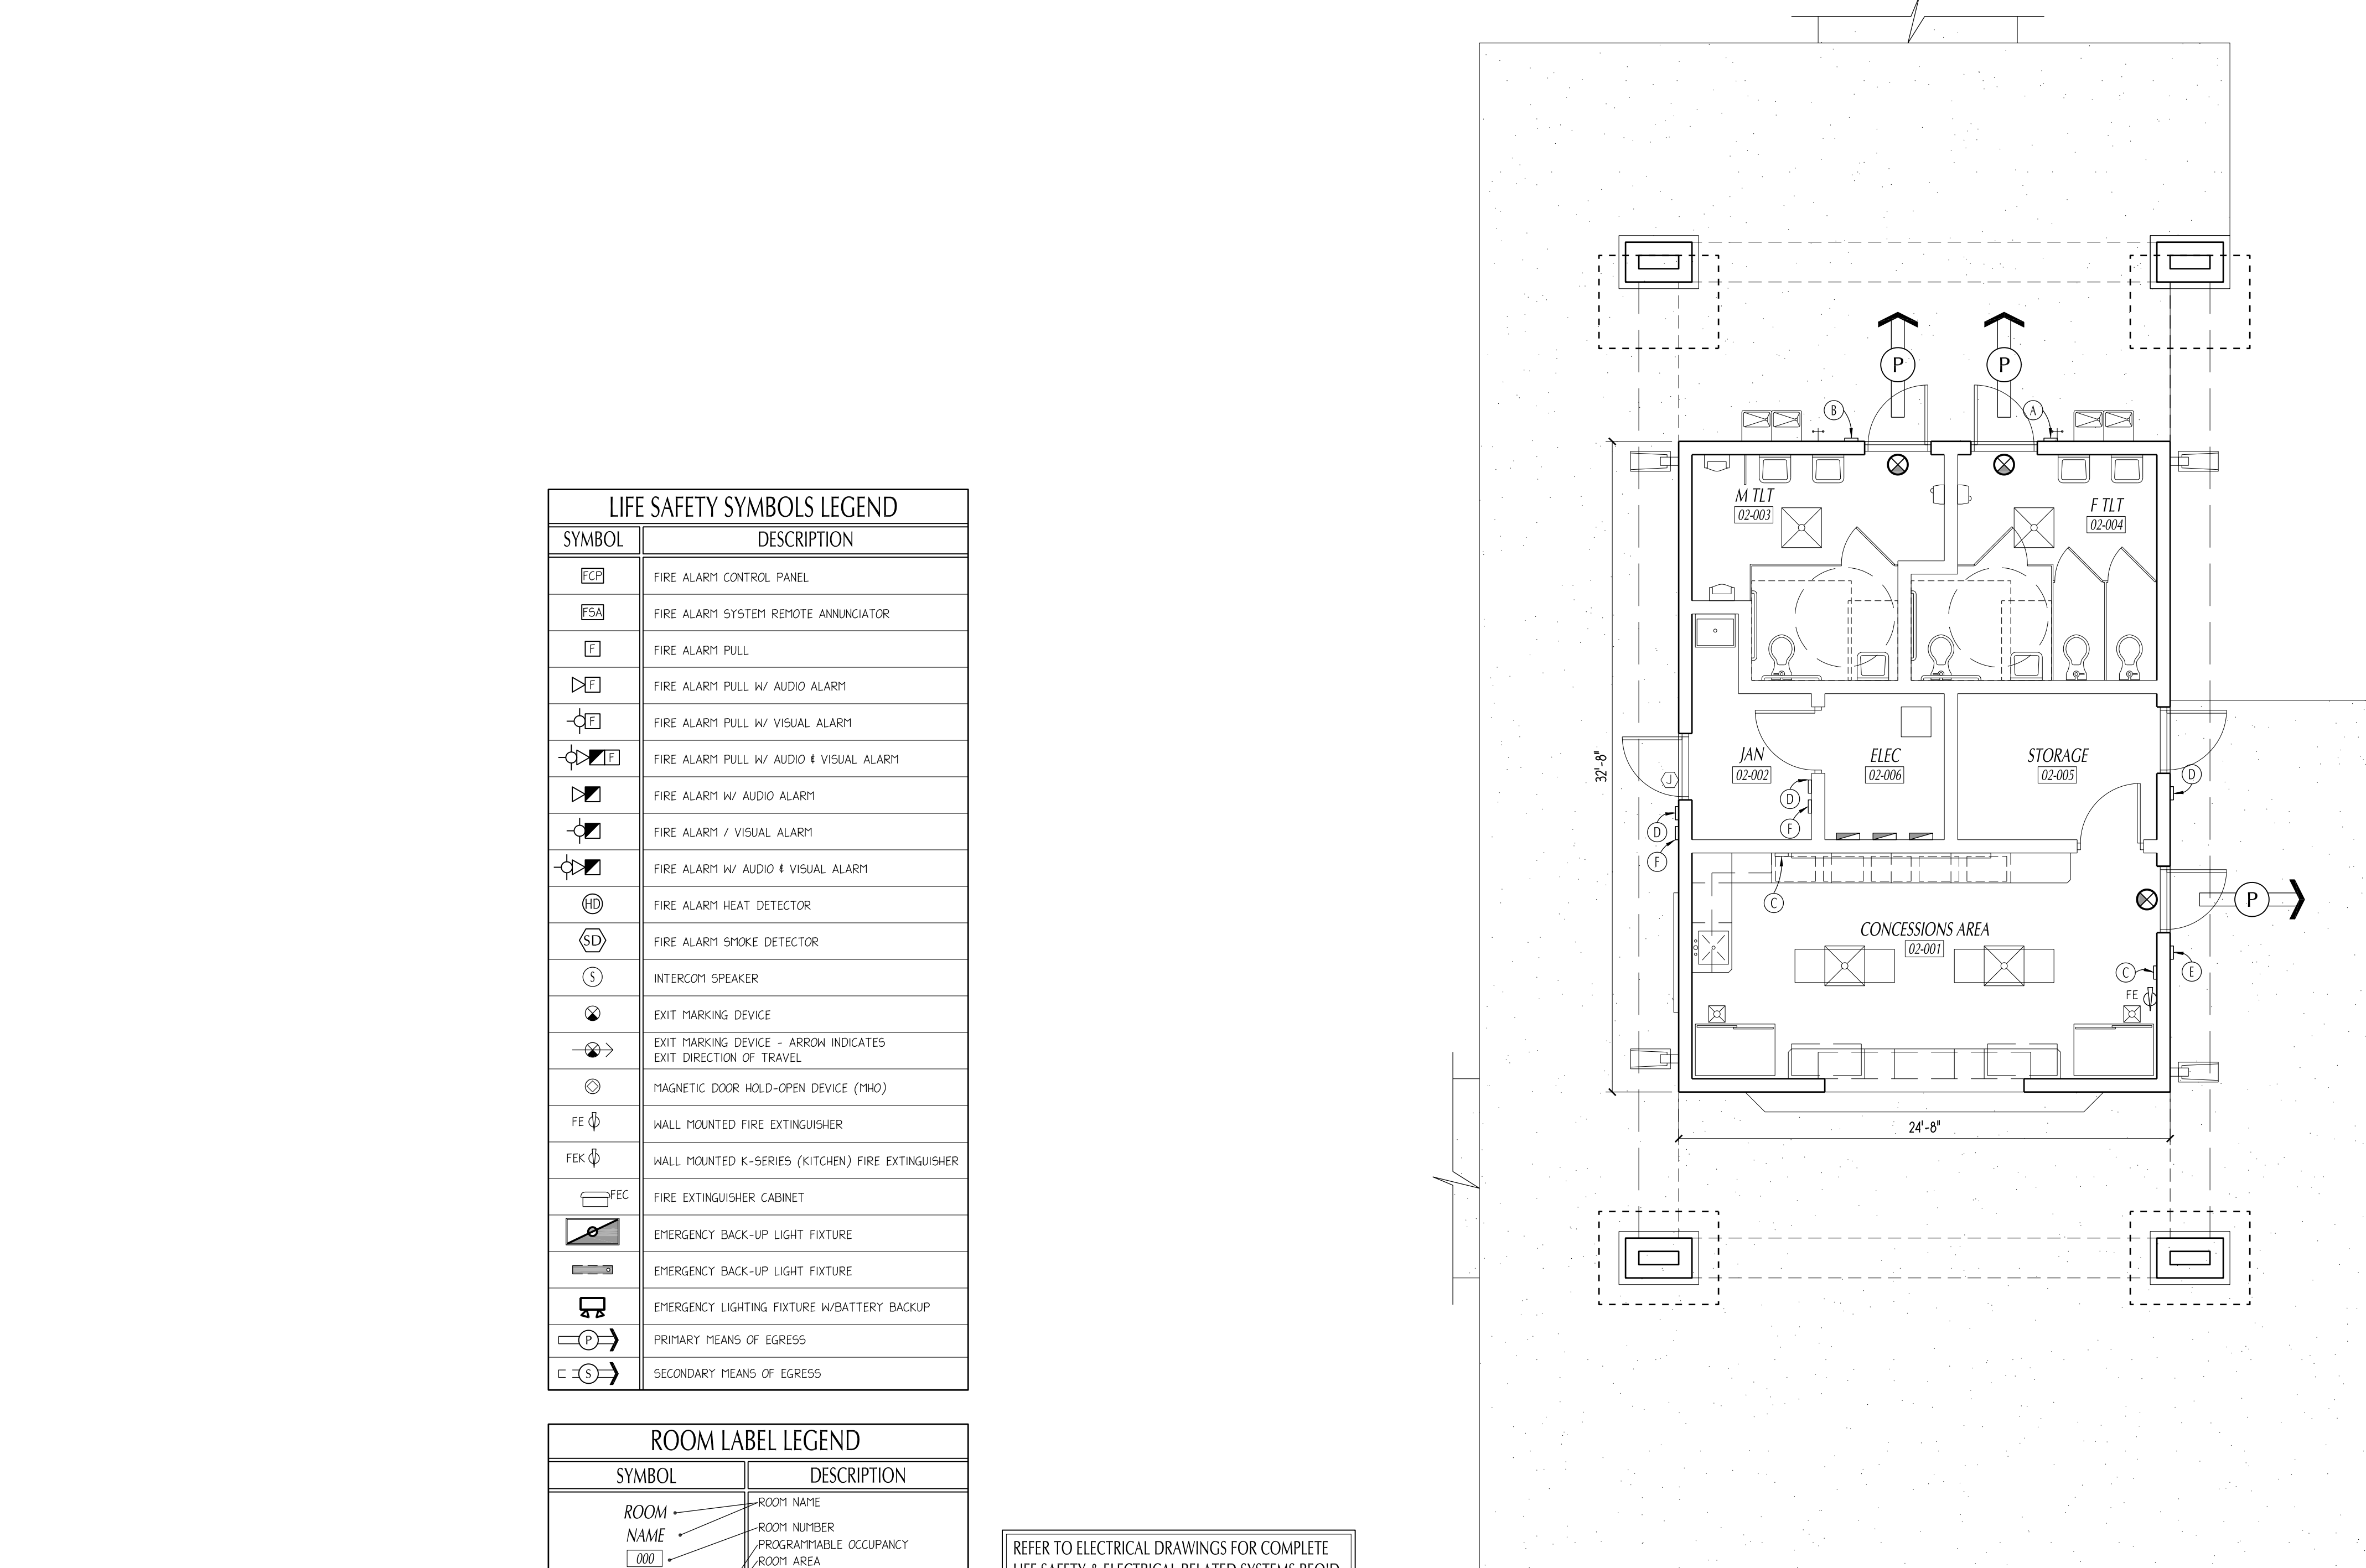 LIFE SAFETY SYMBOLS LEGEND
SYMBOL DESCRIPTION
FCP FIRE ALARM CONTROL PANEL
FSA FIRE ALARM SYSTEM REMOTE ANNUNCIATOR
F FIRE ALARM PULL
F FIRE ALARM PULL W/ AUDIO ALARM
F FIRE ALARM PULL W/ VISUAL ALARM
F FIRE ALARM PULL W/ AUDIO & VISUAL ALARM
FIRE ALARM W/ AUDIO ALARM
FIRE ALARM / VISUAL ALARM
FIRE ALARM W/ AUDIO & VISUAL ALARM
HD FIRE ALARM HEAT DETECTOR
SD FIRE ALARM SMOKE DETECTOR
S INTERCOM SPEAKER
EXIT MARKING DEVICE
EXIT MARKING DEVICE - ARROW INDICATES
EXIT DIRECTION OF TRAVEL
MAGNETIC DOOR HOLD-OPEN DEVICE (MHO)
FE WALL MOUNTED FIRE EXTINGUISHER
FEK WALL MOUNTED K-SERIES (KITCHEN) FIRE EXTINGUISHER
FEC FIRE EXTINGUISHER CABINET
EMERGENCY BACK-UP LIGHT FIXTURE
EMERGENCY BACK-UP LIGHT FIXTURE
EMERGENCY LIGHTING FIXTURE W/BATTERY BACKUP
P PRIMARY MEANS OF EGRESS
S SECONDARY MEANS OF EGRESS
ROOM LABEL LEGEND
SYMBOL DESCRIPTION
ROOM
NAME
000
ROOM NAME
ROOM NUMBER
PROGRAMMABLE OCCUPANCY
ROOM AREA
REFER TO ELECTRICAL DRAWINGS FOR COMPLETE
LIFE SAFETY & ELECTRICAL RELATED SYSTEMS REQ'D
P P
B A
M TLT
02-003
F TLT
02-004
32'-8"
JAN
02-002
ELEC
02-006
STORAGE
02-005
J
D
D
D
F
F
C
P
CONCESSIONS AREA
02-001
C E
FE
24'-8"